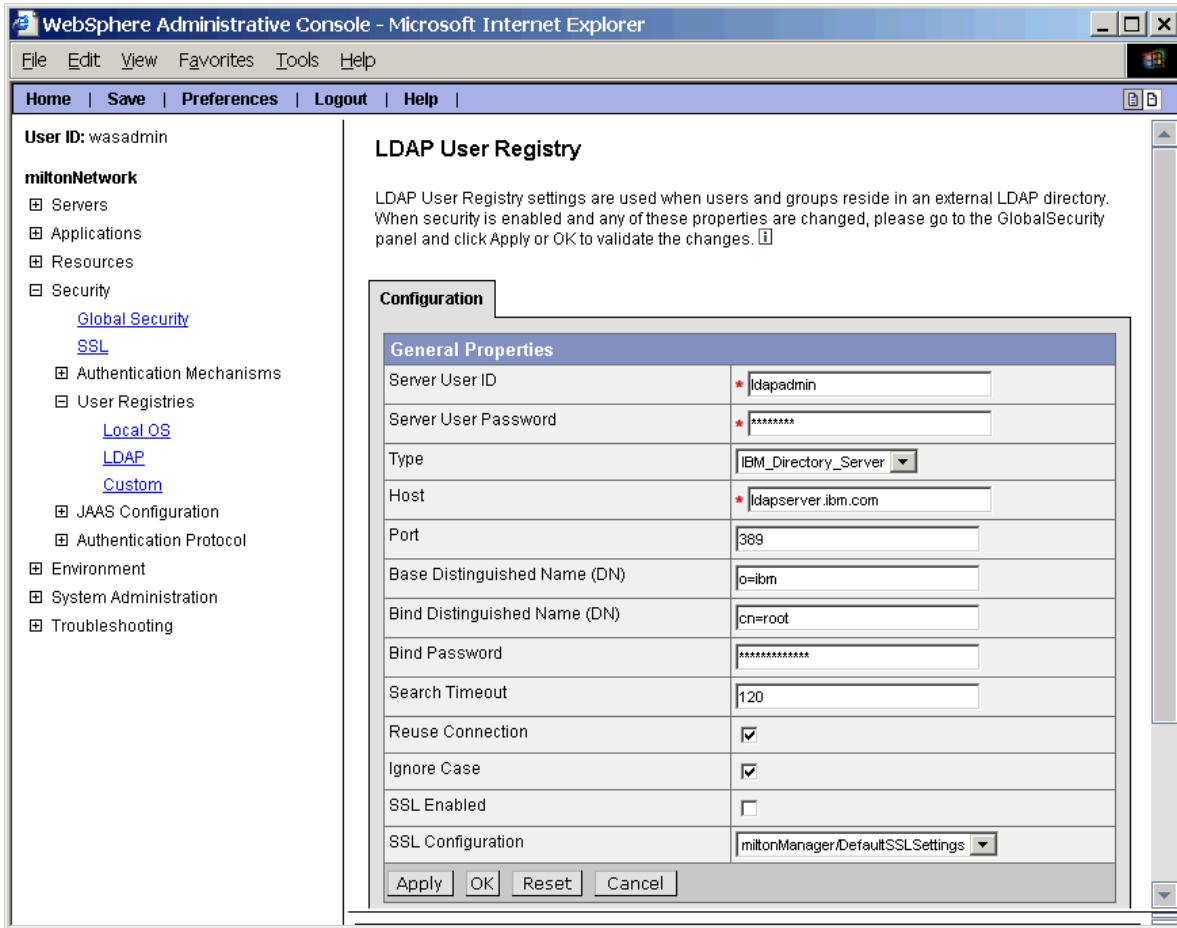 WebSphere Administrative Console - Microsoft Internet Explorer
File Edit View Favorites Tools Help
Home | Save | Preferences | Logout | Help |
User ID: wasadmin
miltonNetwork
Servers
Applications
Resources
Security
Global Security
SSL
Authentication Mechanisms
User Registries
Local OS
LDAP
Custom
JAAS Configuration
Authentication Protocol
Environment
System Administration
Troubleshooting
LDAP User Registry
LDAP User Registry settings are used when users and groups reside in an external LDAP directory.
When security is enabled and any of these properties are changed, please go to the GlobalSecurity
panel and click Apply or OK to validate the changes. i
Configuration
General Properties
Server User ID * ldapadmin
Server User Password * ********
Type IBM_Directory_Server
Host * ldapserver.ibm.com
Port 389
Base Distinguished Name (DN) o=ibm
Bind Distinguished Name (DN) cn=root
Bind Password *************
Search Timeout 120
Reuse Connection
Ignore Case
SSL Enabled
SSL Configuration miltonManager/DefaultSSLSettings
Apply OK Reset Cancel